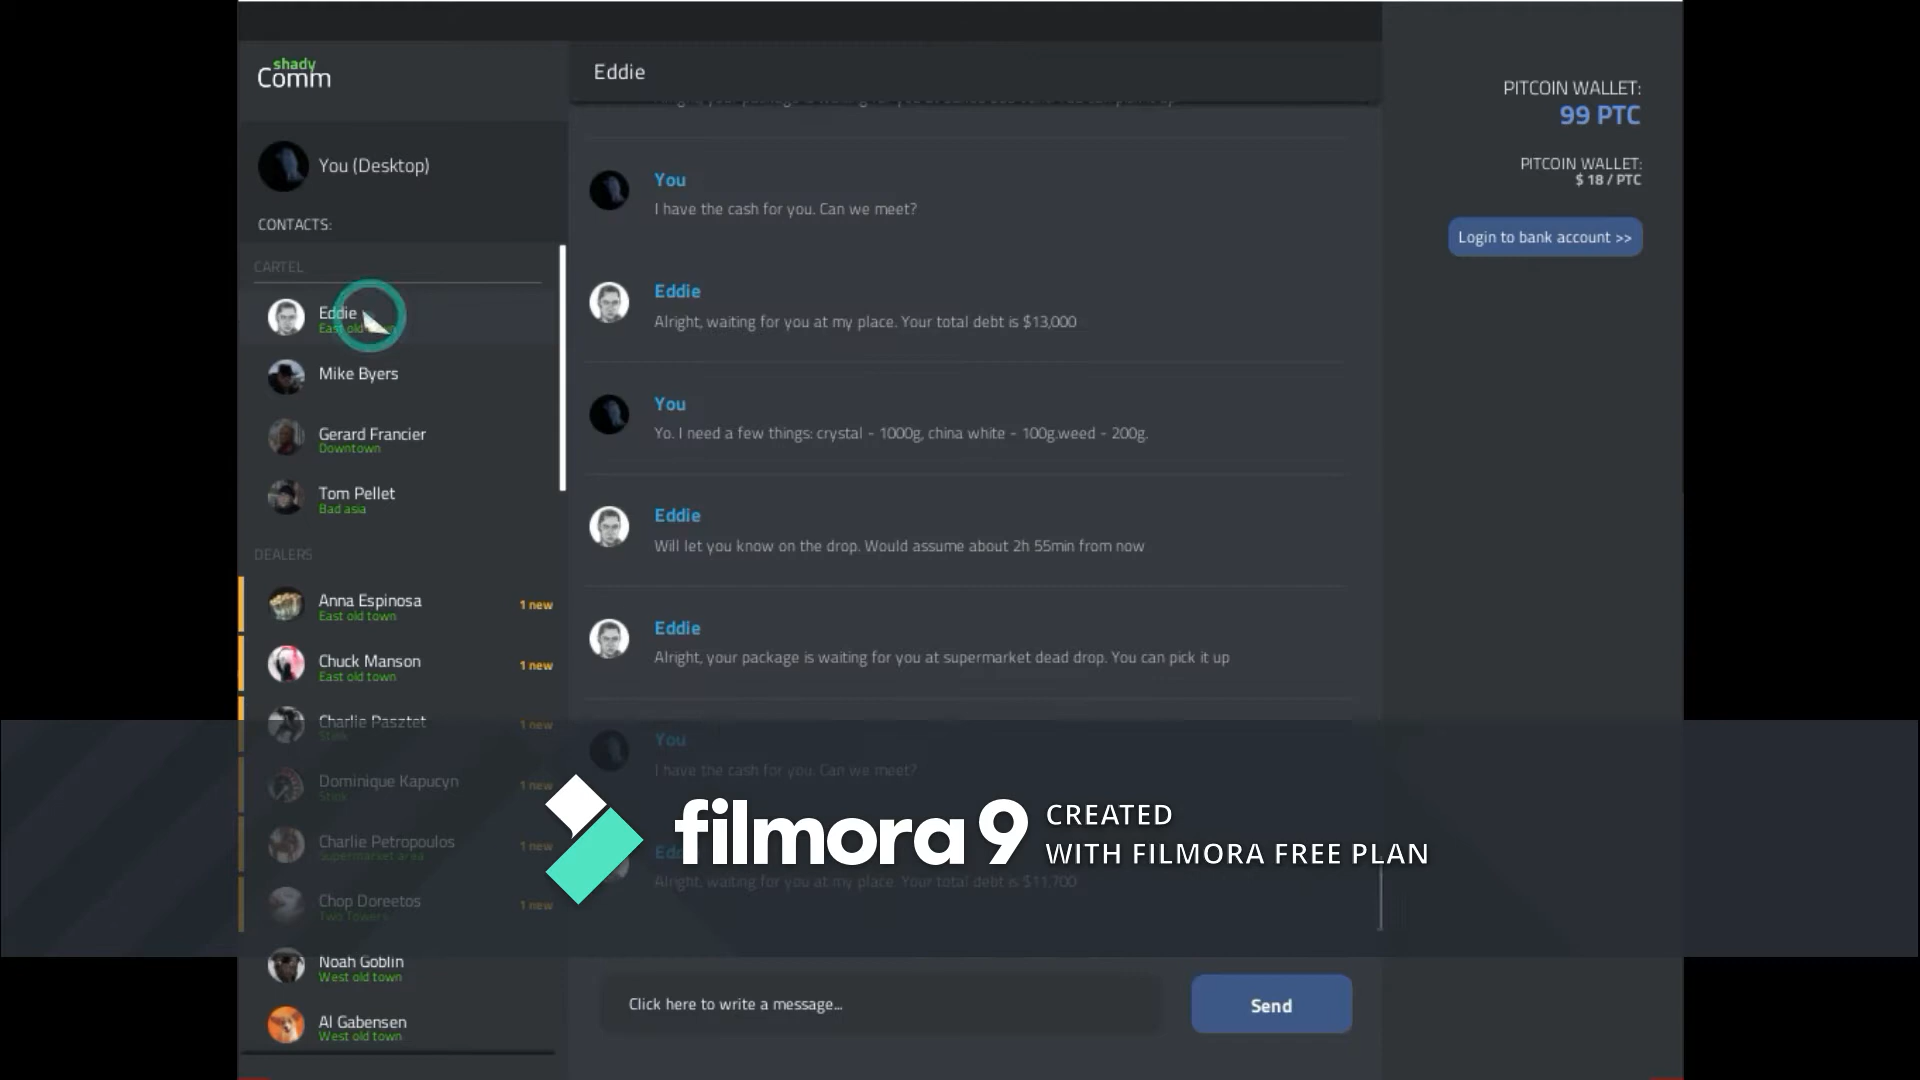 shady
Comm
You (Desktop)
CONTACTS:
CARTEL
Eddie
East old town
Mike Byers
Gerard Francier
Downtown
Tom Pellet
Bad asia
DEALERS
Anna Espinosa
East old town
1 new
Chuck Manson
East old town
1 new
Charlie Pasztet
Stink
1 new
Dominique Kapucyn
Stink
1 new
Charlie Petropoulos
Supermarket area
1 new
Chop Doreetos
Two Towers
1 new
Noah Goblin
West old town
Al Gabensen
West old town
Eddie
You
I have the cash for you. Can we meet?
Eddie
Alright, waiting for you at my place. Your total debt is $13,000
You
Yo. I need a few things: crystal - 1000g, china white - 100g.weed - 200g.
Eddie
Will let you know on the drop. Would assume about 2h 55min from now
Eddie
Alright, your package is waiting for you at supermarket dead drop. You can pick it up
You
I have the cash for you. Can we meet?
Alright, waiting for you at my place. Your total debt is $11,700
filmora 9
CREATED
WITH FILMORA FREE PLAN
Click here to write a message...
Send
PITCOIN WALLET:
99 PTC
PITCOIN WALLET:
$ 18 / PTC
Login to bank account >>